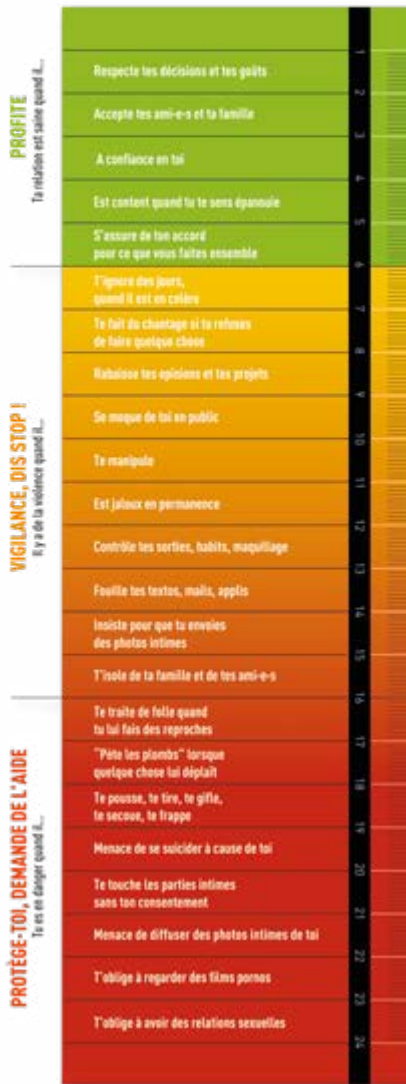 PROFITE
Ta relation est saine quand il...
1
Respecte tes décisions et tes goûts
2
Accepte tes ami-e-s et ta famille
3
A confiance en toi
4
Est content quand tu te sens épanouie
5
S'assure de ton accord
pour ce que vous faites ensemble
6
VIGILANCE, DIS STOP !
Il y a de la violence quand il...
T'ignore des jours,
quand il est en colère
7
Te fait du chantage si tu refuses
de faire quelque chose
8
Rabaisse tes opinions et tes projets
9
Se moque de toi en public
10
Te manipule
11
Est jaloux en permanence
12
Contrôle tes sorties, habits, maquillage
13
Fouille tes textos, mails, applis
14
Insiste pour que tu envoies
des photos intimes
15
T'isole de ta famille et de tes ami-e-s
16
PROTÈGE-TOI, DEMANDE DE L'AIDE
Tu es en danger quand il...
Te traite de folle quand
tu lui fais des reproches
17
"Pète les plombs" lorsque
quelque chose lui déplaît
18
Te pousse, te tire, te gifle,
te secoue, te frappe
19
Menace de se suicider à cause de toi
20
Te touche les parties intimes
sans ton consentement
21
Menace de diffuser des photos intimes de toi
22
T'oblige à regarder des films pornos
23
T'oblige à avoir des relations sexuelles
24